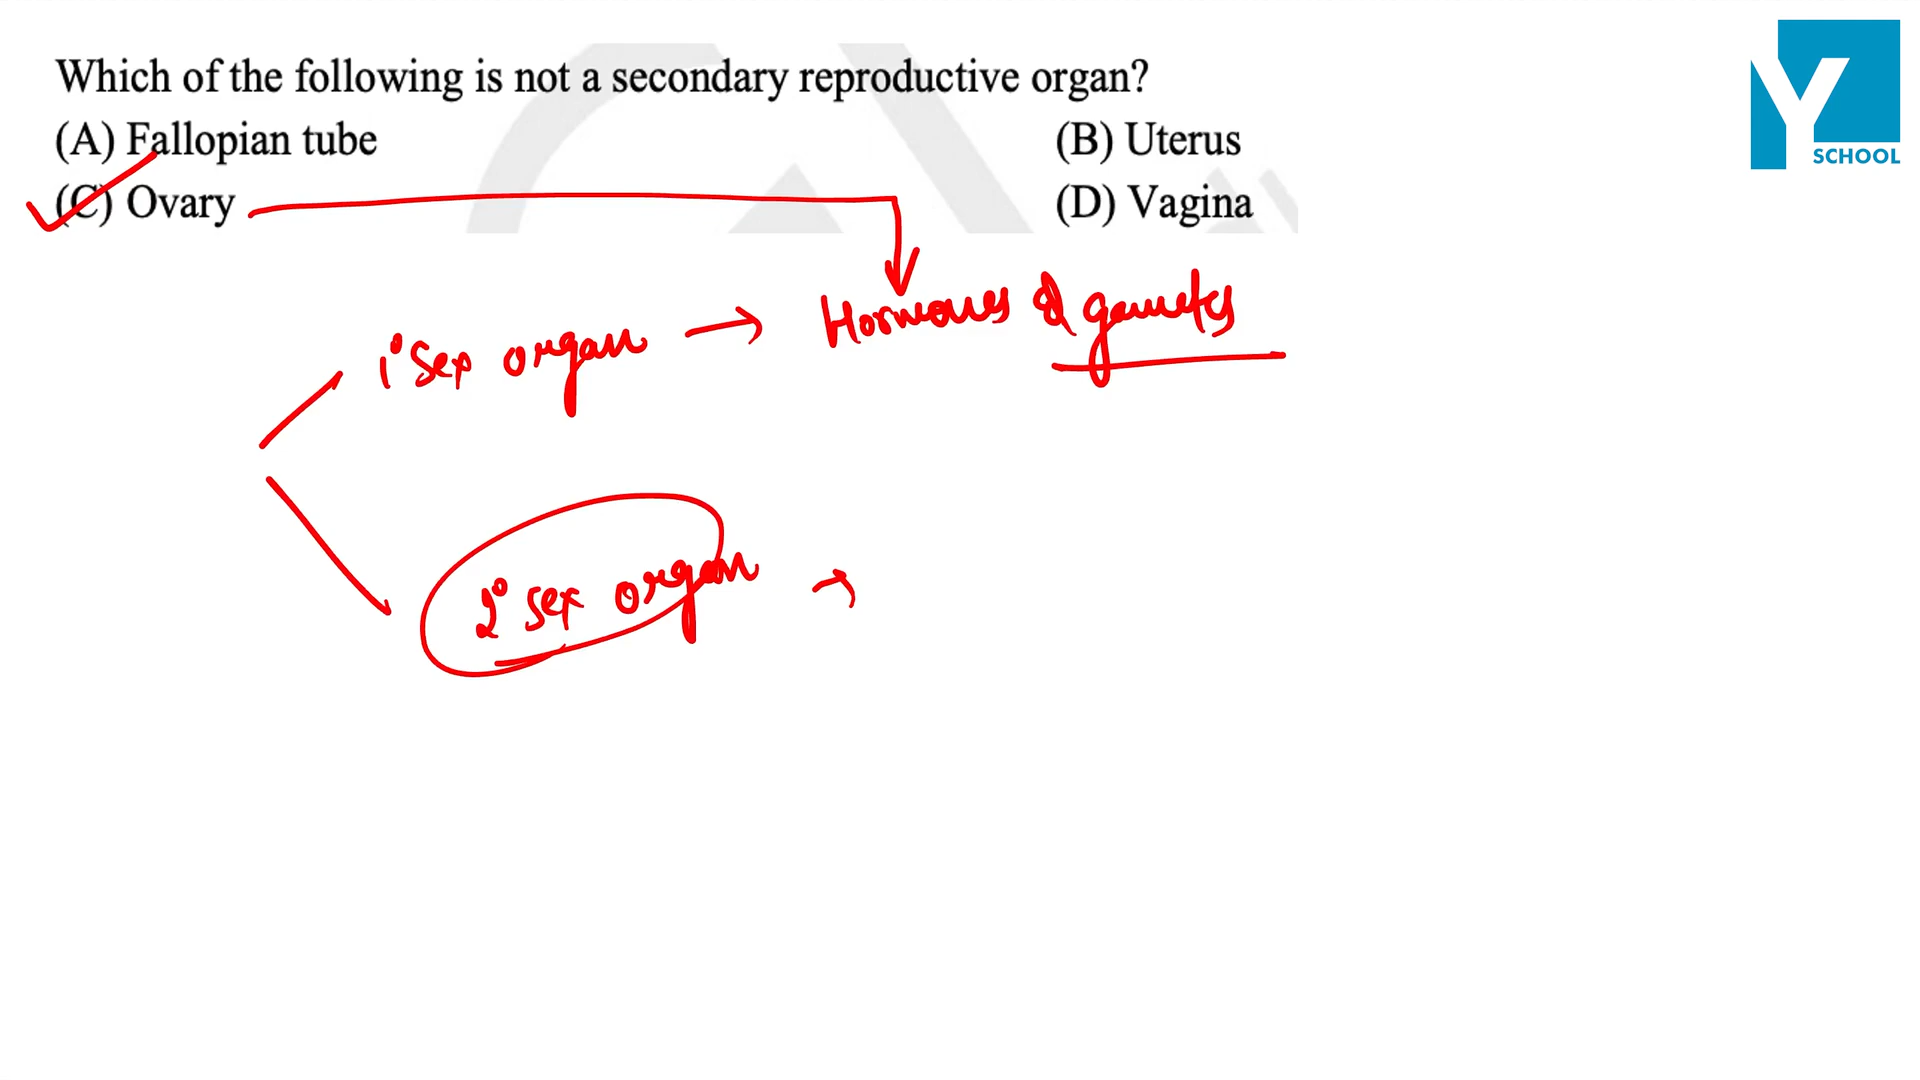 Which of the following is not a secondary reproductive organ?
(A) Fallopian tube (B) Uterus
(C) Ovary (D) Vagina
Y SCHOOL
1° Sex organ → Hormones & gametes
2° sex organ →